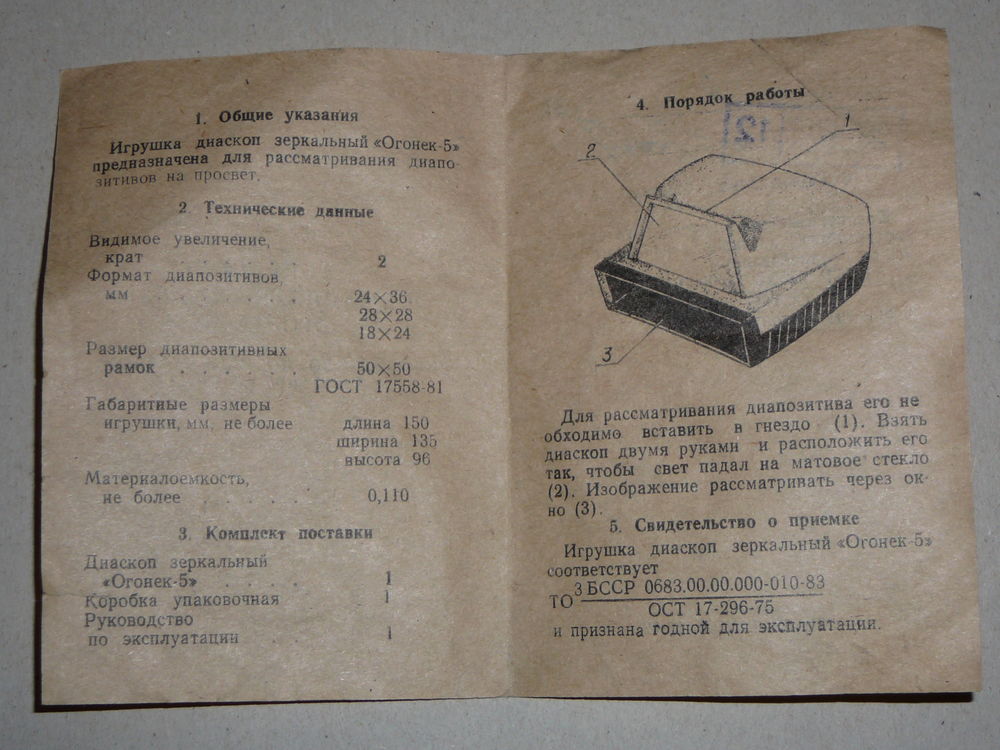 1. Общие указания
Игрушка диаскоп зеркальный «Огонек-5»
предназначена для рассматривания диапо-
зитивов на просвет.
2. Технические данные
Видимое увеличение,
крат . . . . . . 2
Формат диапозитивов,
мм . . . . . . 24×36
28×28
18×24
Размер диапозитивных
рамок . . . . . 50×50
ГОСТ 17558-81
Габаритные размеры
игрушки, мм, не более длина 150
ширина 135
высота 96
Материалоемкость,
не более . . . . . 0,110
3. Комплект поставки
Диаскоп зеркальный
«Огонек-5» . . . . . 1
Коробка упаковочная 1
Руководство
по эксплуатации . . 1
4. Порядок работы
12
1
2
3
Для рассматривания диапозитива его не
обходимо вставить в гнездо (1). Взять
диаскоп двумя руками и расположить его
так, чтобы свет падал на матовое стекло
(2). Изображение рассматривать через ок-
но (3).
5. Свидетельство о приемке
Игрушка диаскоп зеркальный «Огонек-5»
соответствует
ТО 3 БССР 0683.00.00.000-010-83
ОСТ 17-296-75
и признана годной для эксплуатации.